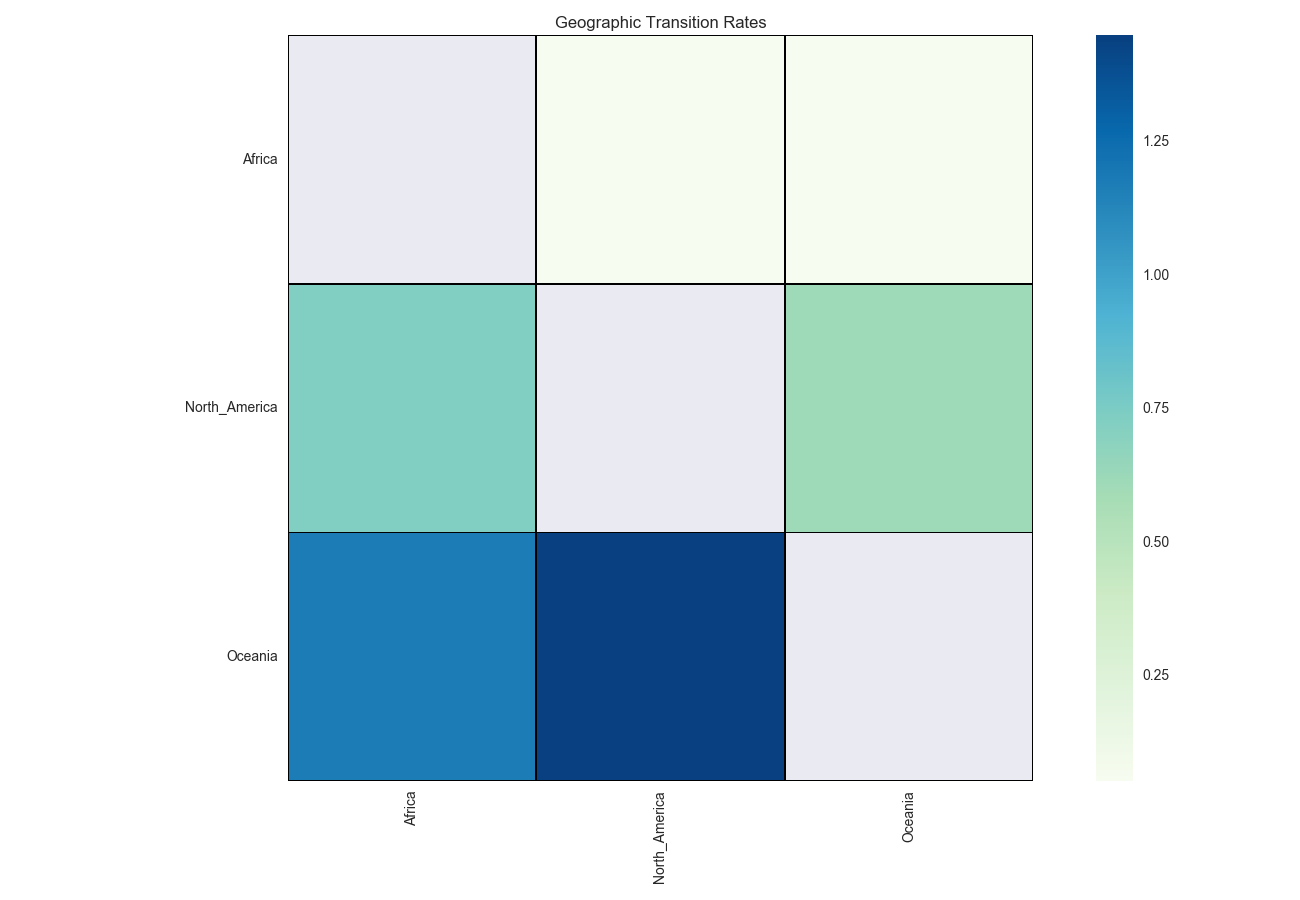 Geographic Transition Rates
Africa
North_America
Oceania
Africa
North_America
Oceania
1.25
1.00
0.75
0.50
0.25